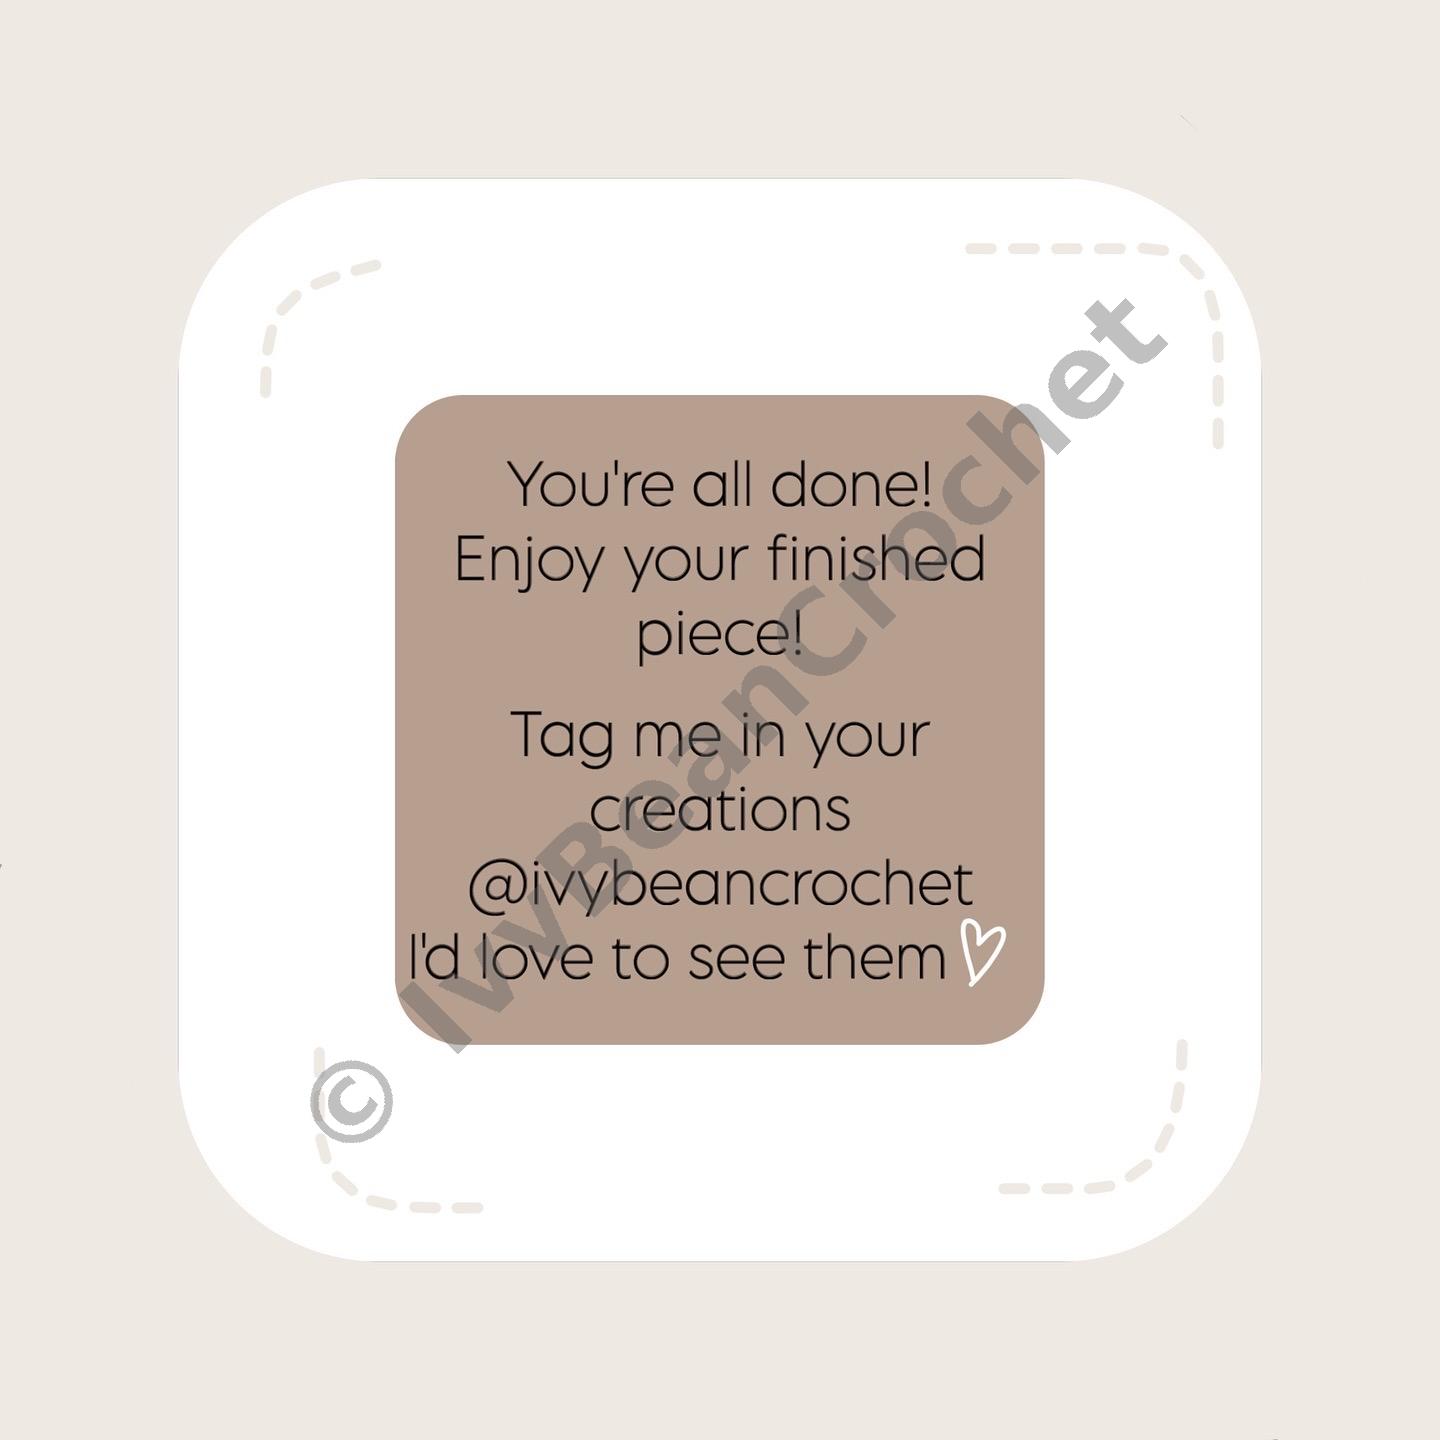 You're all done!
Enjoy your finished
piece!
Tag me in your
creations
@ivybeancrochet
I'd love to see them
© IvyBeanCrochet